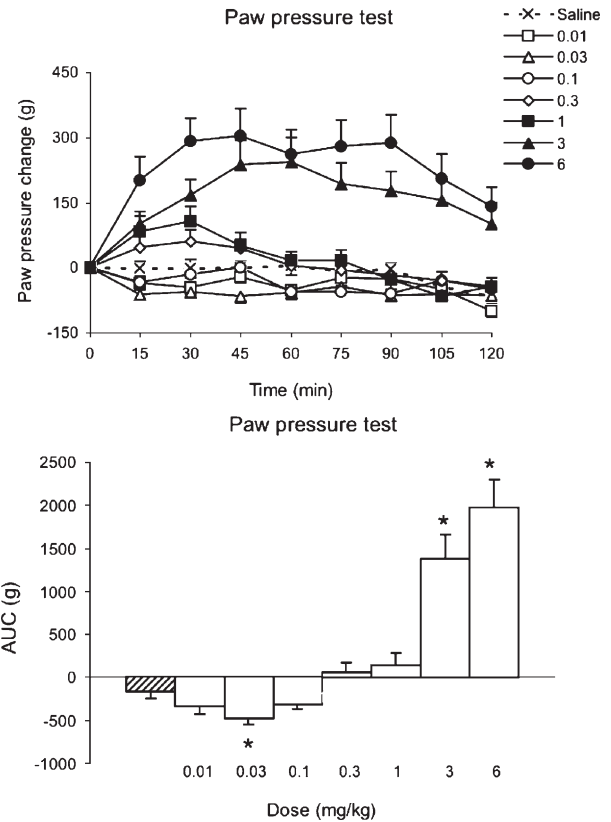 Paw pressure test
Saline
0.01
0.03
0.1
0.3
1
3
6
Paw pressure change (g)
450
300
150
0
-150
0 15 30 45 60 75 90 105 120
Time (min)
Paw pressure test
AUC (g)
2500
2000
1500
1000
500
0
-500
-1000
* * *
0.01 0.03 0.1 0.3 1 3 6
Dose (mg/kg)